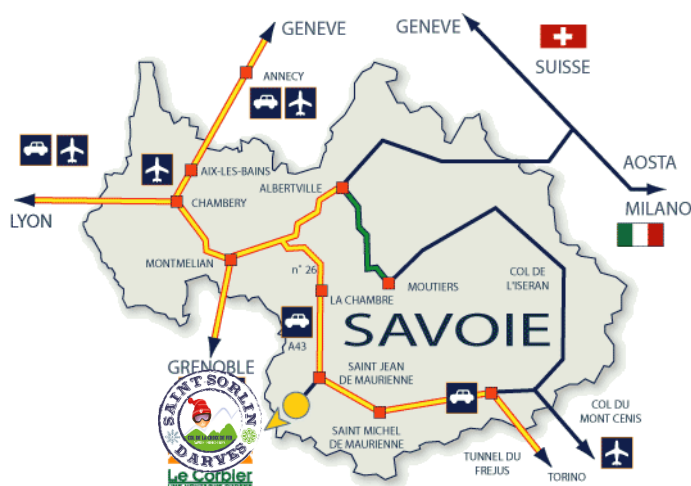 GENEVE
GENEVE
SUISSE
ANNECY
AIX-LES-BAINS
ALBERTVILLE
AOSTA
LYON
CHAMBERY
MILANO
MONTMELIAN
n° 26
MOUTIERS
COL DE
L'ISERAN
LA CHAMBRE
SAVOIE
A43
GRENOBLE
SAINT JEAN
DE MAURIENNE
SAINT SORLIN
D'ARVES
COL DU
MONT CENIS
SAINT MICHEL
DE MAURIENNE
TUNNEL DU
FREJUS
TORINO
Le Corbier